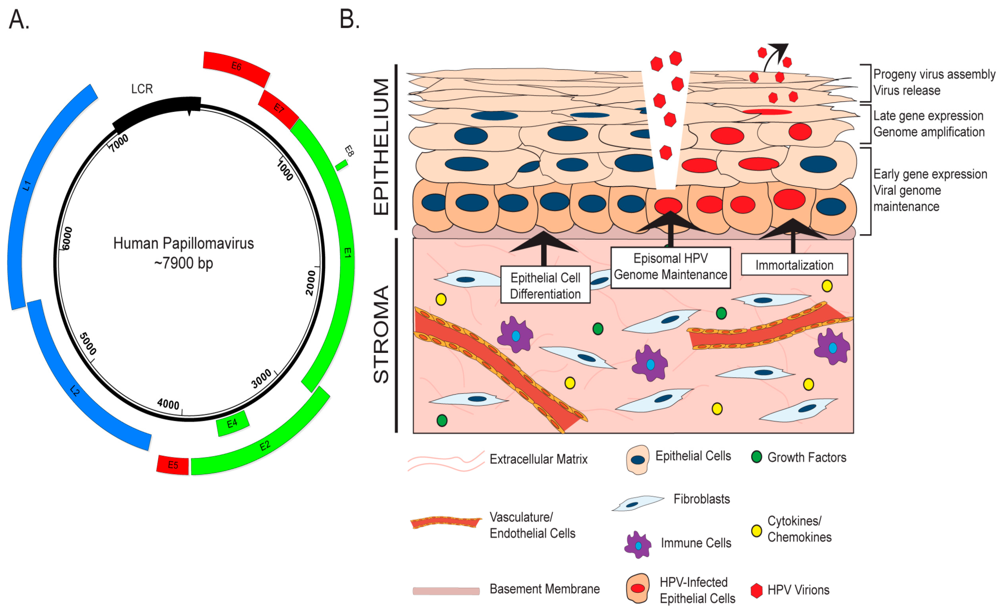 A.
E6
LCR
E7
E8
7000
1000
L1
E1
6000
Human Papillomavirus
~7900 bp
2000
5000
3000
L2
4000
E4
E2
E5
B.
EPITHELIUM
STROMA
Progeny virus assembly
Virus release
Late gene expression
Genome amplification
Early gene expression
Viral genome
maintenance
Epithelial Cell
Differentiation
Episomal HPV
Genome Maintenance
Immortalization
Extracellular Matrix
Epithelial Cells
Growth Factors
Vasculature/
Endothelial Cells
Fibroblasts
Immune Cells
Cytokines/
Chemokines
Basement Membrane
HPV-Infected
Epithelial Cells
HPV Virions